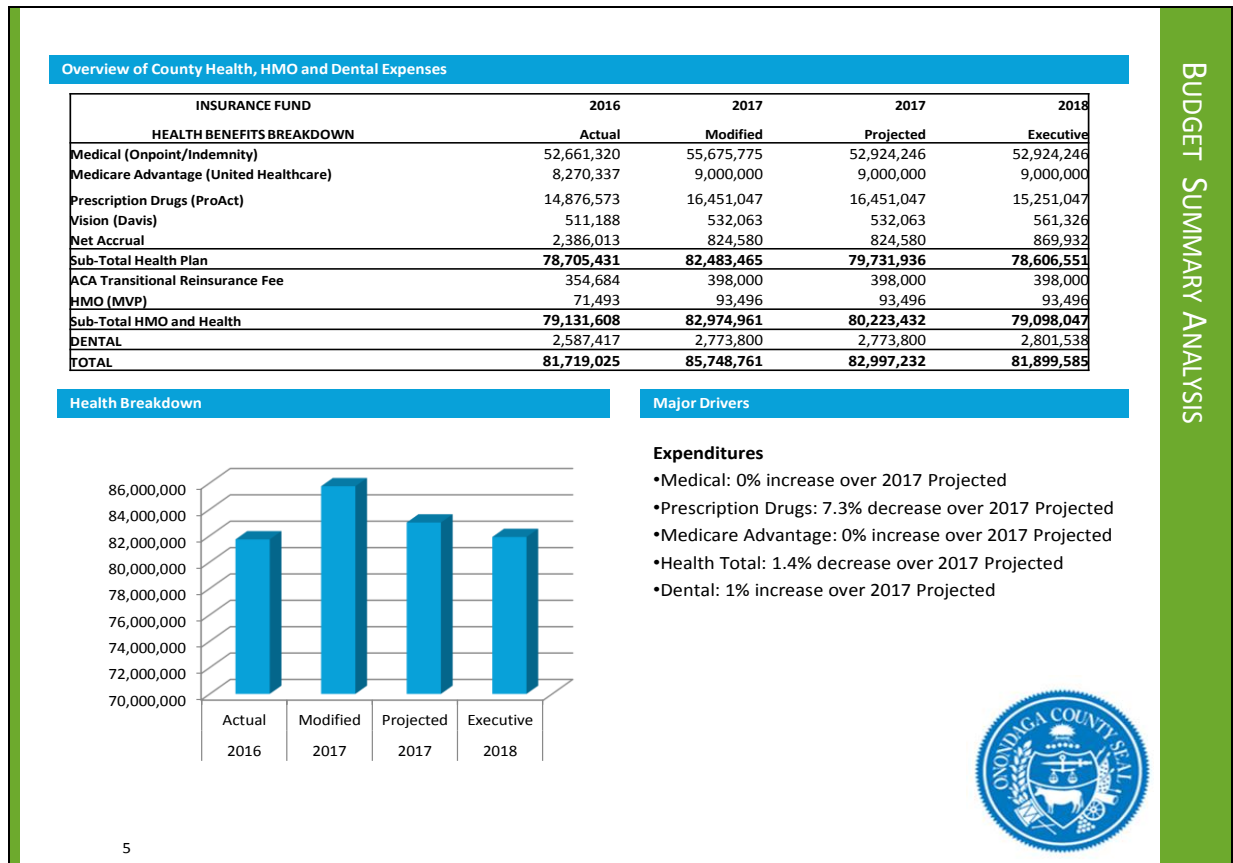 Overview of County Health, HMO and Dental Expenses
INSURANCE FUND 2016 2017 2017 2018
HEALTH BENEFITS BREAKDOWN Actual Modified Projected Executive
Medical (Onpoint/Indemnity) 52,661,320 55,675,775 52,924,246 52,924,246
Medicare Advantage (United Healthcare) 8,270,337 9,000,000 9,000,000 9,000,000
Prescription Drugs (ProAct) 14,876,573 16,451,047 16,451,047 15,251,047
Vision (Davis) 511,188 532,063 532,063 561,326
Net Accrual 2,386,013 824,580 824,580 869,932
Sub-Total Health Plan 78,705,431 82,483,465 79,731,936 78,606,551
ACA Transitional Reinsurance Fee 354,684 398,000 398,000 398,000
HMO (MVP) 71,493 93,496 93,496 93,496
Sub-Total HMO and Health 79,131,608 82,974,961 80,223,432 79,098,047
DENTAL 2,587,417 2,773,800 2,773,800 2,801,538
TOTAL 81,719,025 85,748,761 82,997,232 81,899,585
Health Breakdown
86,000,000
84,000,000
82,000,000
80,000,000
78,000,000
76,000,000
74,000,000
72,000,000
70,000,000
Actual Modified Projected Executive
2016 2017 2017 2018
Major Drivers
Expenditures
•Medical: 0% increase over 2017 Projected
•Prescription Drugs: 7.3% decrease over 2017 Projected
•Medicare Advantage: 0% increase over 2017 Projected
•Health Total: 1.4% decrease over 2017 Projected
•Dental: 1% increase over 2017 Projected
ONONDAGA COUNTY SEAL
BUDGET SUMMARY ANALYSIS
5